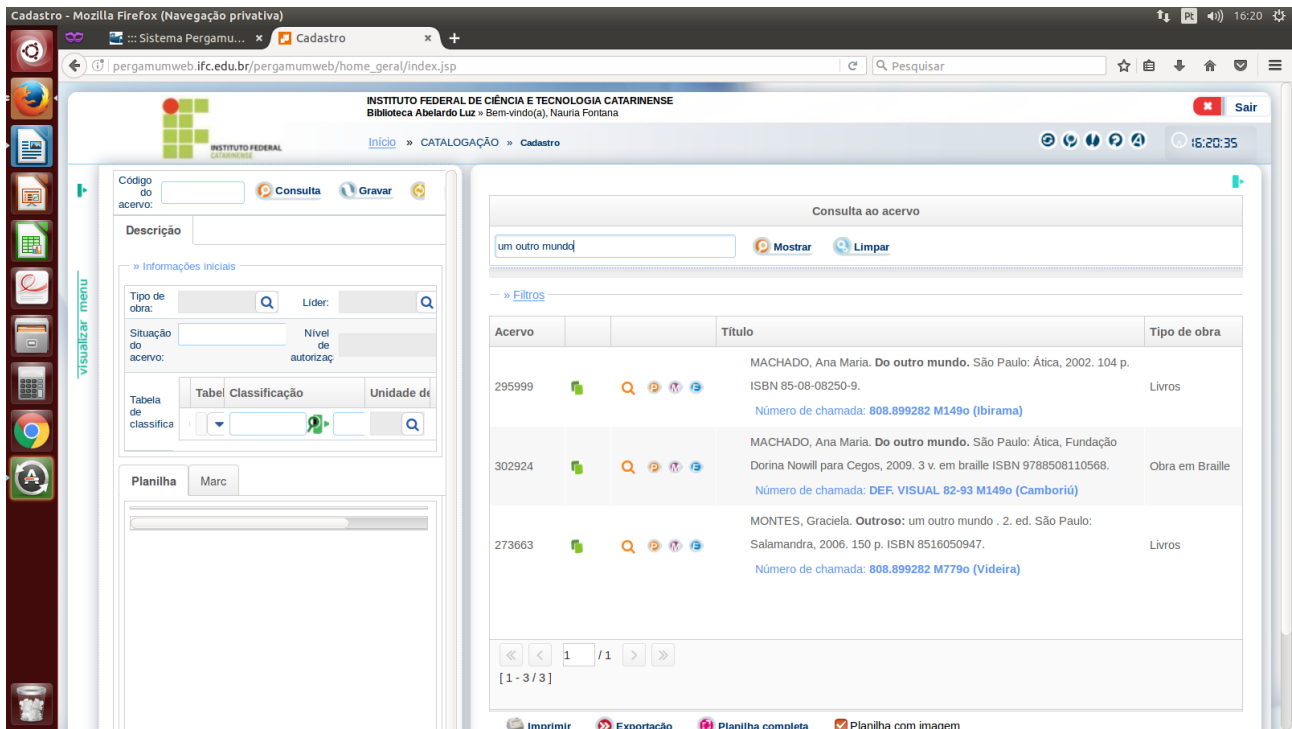 Cadastro - Mozilla Firefox (Navegação privativa)
Pt
16:20
::: Sistema Pergamu... × Cadastro × +
pergamumweb.ifc.edu.br/pergamumweb/home_geral/index.jsp
Pesquisar
INSTITUTO FEDERAL
CATARINENSE
INSTITUTO FEDERAL DE CIÊNCIA E TECNOLOGIA CATARINENSE
Biblioteca Abelardo Luz » Bem-vindo(a), Nauria Fontana
Sair
Início » CATALOGAÇÃO » Cadastro
16:20:35
visualizar menu
Código do acervo:
Consulta
Gravar
Descrição
» Informações iniciais
Tipo de obra:
Líder:
Situação do acervo:
Nível de autorizaç
Tabela de classifica
Tabel Classificação Unidade de
Planilha Marc
Consulta ao acervo
um outro mundo
Mostrar
Limpar
» Filtros
Acervo Título Tipo de obra
MACHADO, Ana Maria. Do outro mundo. São Paulo: Ática, 2002. 104 p.
295999 ISBN 85-08-08250-9. Livros
Número de chamada: 808.899282 M149o (Ibirama)
MACHADO, Ana Maria. Do outro mundo. São Paulo: Ática, Fundação
302924 Dorina Nowill para Cegos, 2009. 3 v. em braille ISBN 9788508110568. Obra em Braille
Número de chamada: DEF. VISUAL 82-93 M149o (Camboriú)
MONTES, Graciela. Outroso: um outro mundo . 2. ed. São Paulo:
273663 Salamandra, 2006. 150 p. ISBN 8516050947. Livros
Número de chamada: 808.899282 M779o (Videira)
1 / 1
[ 1 - 3 / 3 ]
Imprimir Exportação Planilha completa Planilha com imagem